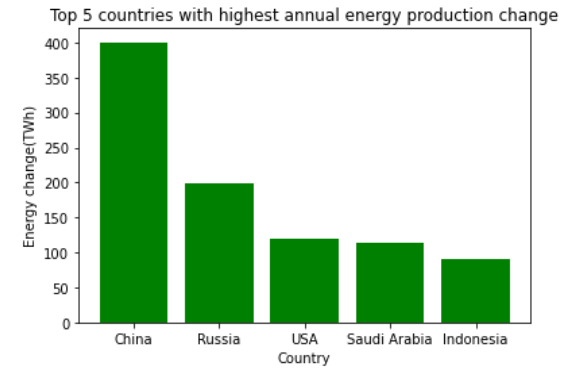 Top 5 countries with highest annual energy production change
400
350
300
250
200
150
100
50
0
Energy change(TWh)
China Russia USA Saudi Arabia Indonesia
Country